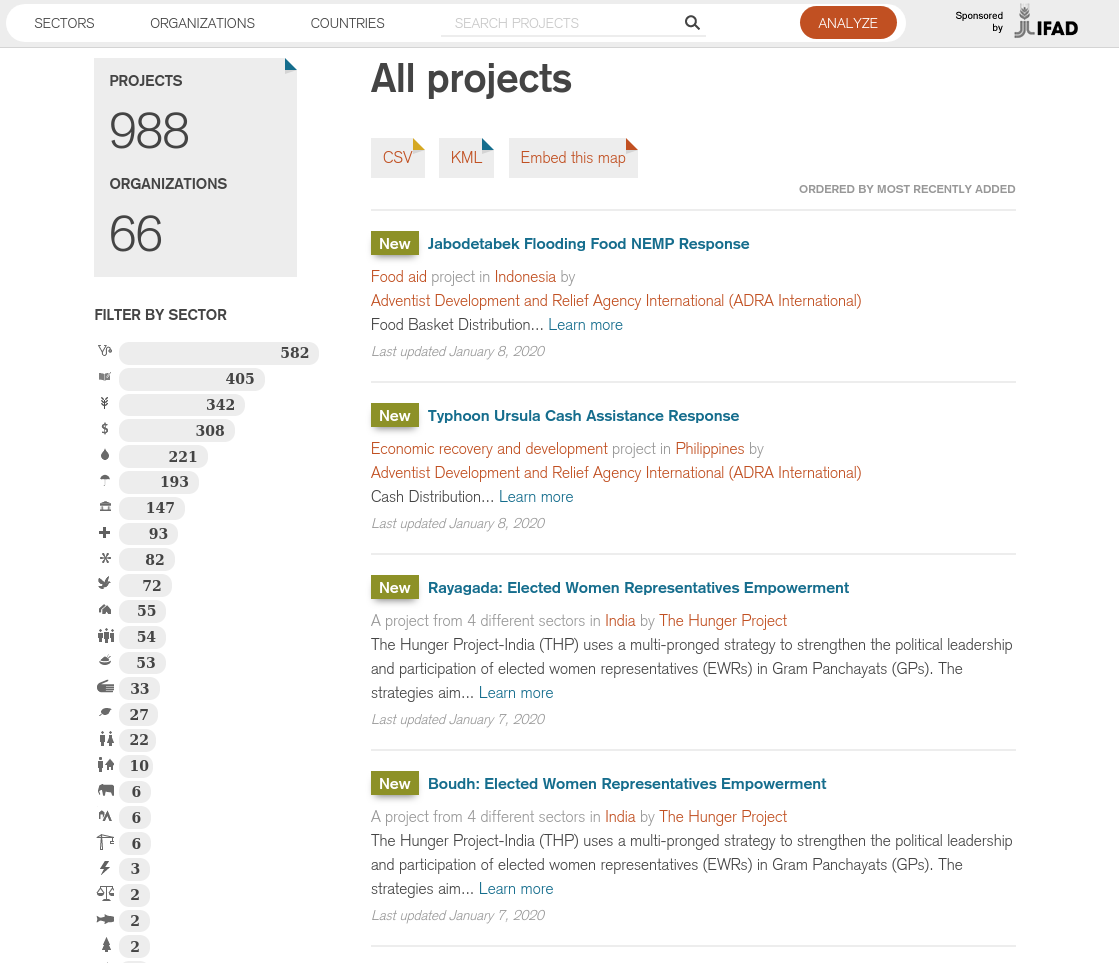 SECTORS
ORGANIZATIONS
COUNTRIES
SEARCH PROJECTS
ANALYZE
Sponsored
by
IFAD
PROJECTS
988
ORGANIZATIONS
66
FILTER BY SECTOR
582
405
342
308
221
193
147
93
82
72
55
54
53
33
27
22
10
6
6
6
3
2
2
2
All projects
CSV
KML
Embed this map
ORDERED BY MOST RECENTLY ADDED
New Jabodetabek Flooding Food NEMP Response
Food aid project in Indonesia by
Adventist Development and Relief Agency International (ADRA International)
Food Basket Distribution... Learn more
Last updated January 8, 2020
New Typhoon Ursula Cash Assistance Response
Economic recovery and development project in Philippines by
Adventist Development and Relief Agency International (ADRA International)
Cash Distribution... Learn more
Last updated January 8, 2020
New Rayagada: Elected Women Representatives Empowerment
A project from 4 different sectors in India by The Hunger Project
The Hunger Project-India (THP) uses a multi-pronged strategy to strengthen the political leadership
and participation of elected women representatives (EWRs) in Gram Panchayats (GPs). The
strategies aim... Learn more
Last updated January 7, 2020
New Boudh: Elected Women Representatives Empowerment
A project from 4 different sectors in India by The Hunger Project
The Hunger Project-India (THP) uses a multi-pronged strategy to strengthen the political leadership
and participation of elected women representatives (EWRs) in Gram Panchayats (GPs). The
strategies aim... Learn more
Last updated January 7, 2020